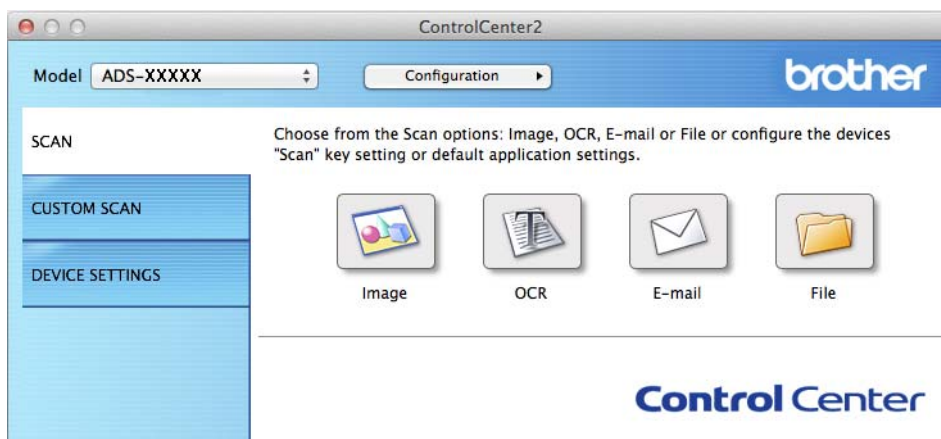 ControlCenter2
Model ADS-XXXXX Configuration brother
SCAN
Choose from the Scan options: Image, OCR, E-mail or File or configure the devices
"Scan" key setting or default application settings.
CUSTOM SCAN
DEVICE SETTINGS
Image OCR E-mail File
Control Center